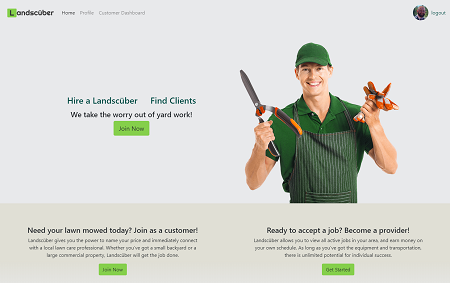 Landscüber Home Profile Customer Dashboard logout
Hire a Landscüber Find Clients
We take the worry out of yard work!
Join Now
Need your lawn mowed today? Join as a customer!
Landscüber gives you the power to name your price and immediately connect
with a local lawn care professional. Whether you've got a small backyard or a
large commercial property, Landscüber will get the job done.
Join Now
Ready to accept a job? Become a provider!
Landscüber allows you to view all active jobs in your area, and earn money on
your own schedule. As long as you've got the equipment and transportation,
there is unlimited potential for individual success.
Get Started